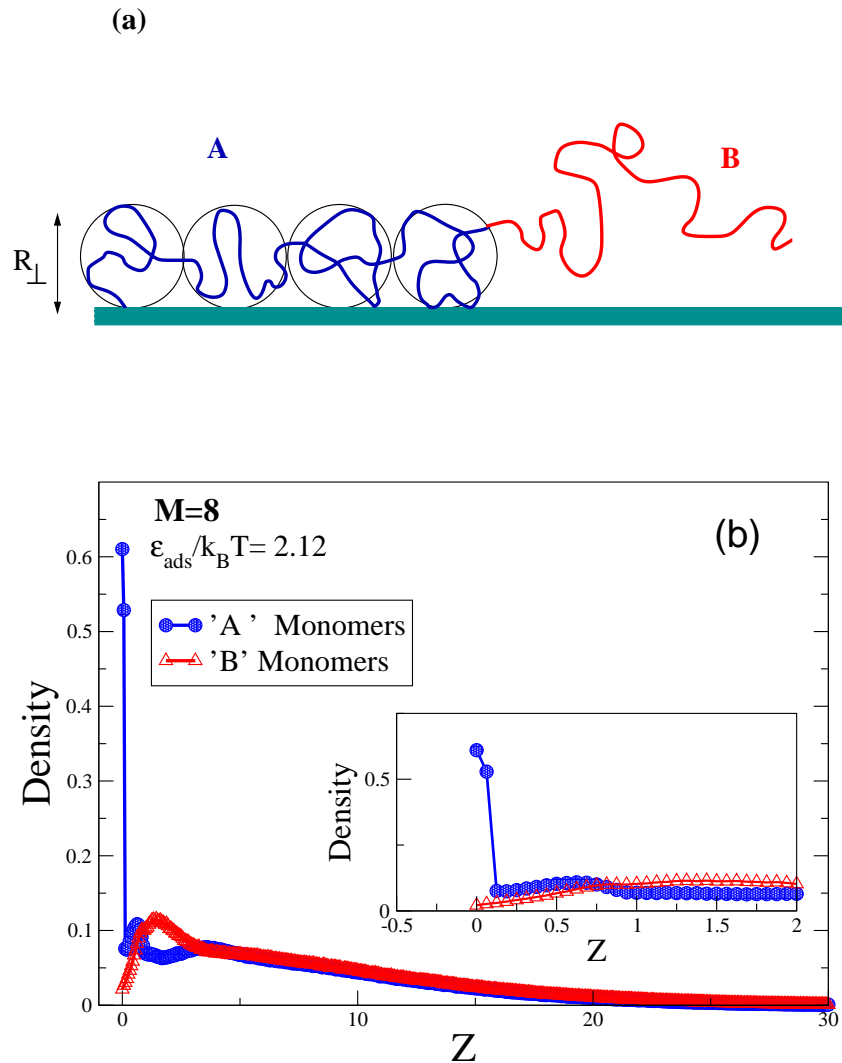 (a)
A
B
R⊥
M=8
ε_ads/k_BT= 2.12
(b)
'A ' Monomers
'B' Monomers
Density
0.6
0.5
0.4
0.3
0.2
0.1
0
0
10
20
30
Z
Density
0.5
0
-0.5
0
0.5
1
1.5
2
Z